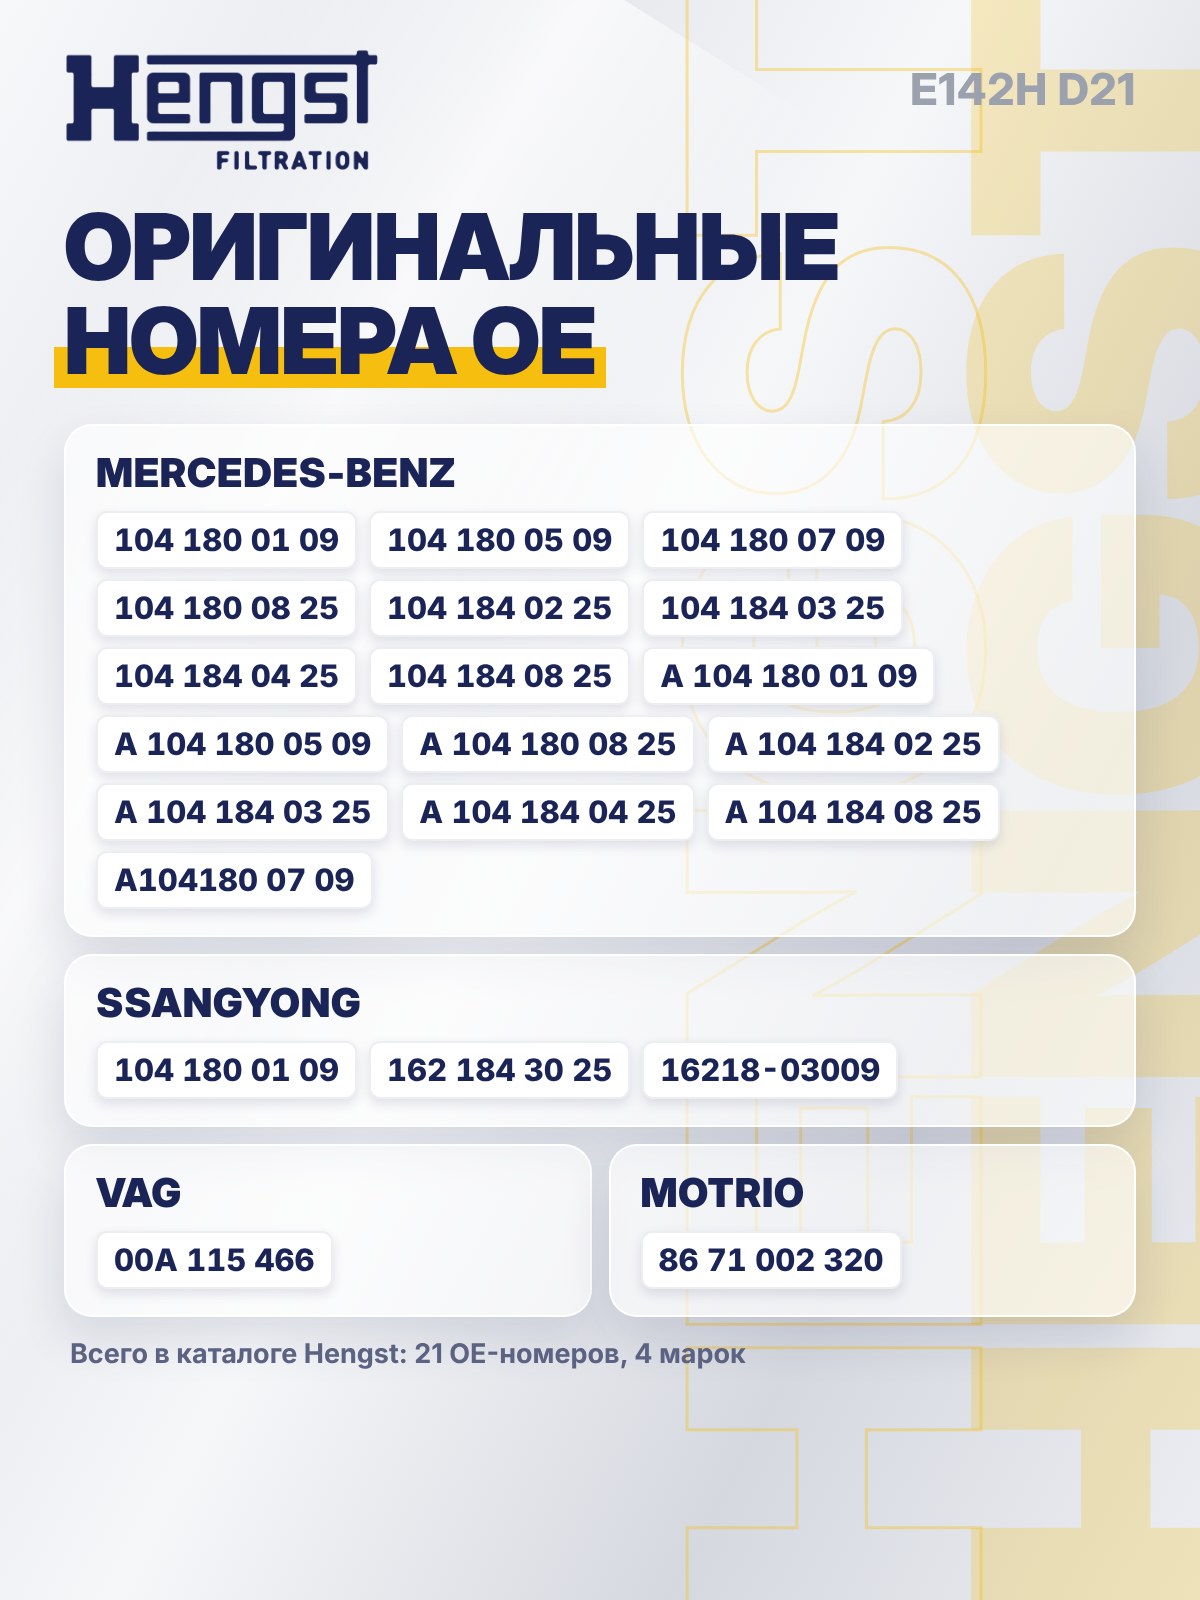 Hengst
FILTRATION
E142H D21
ОРИГИНАЛЬНЫЕ
НОМЕРА OE
MERCEDES-BENZ
104 180 01 09 104 180 05 09 104 180 07 09
104 180 08 25 104 184 02 25 104 184 03 25
104 184 04 25 104 184 08 25 A 104 180 01 09
A 104 180 05 09 A 104 180 08 25 A 104 184 02 25
A 104 184 03 25 A 104 184 04 25 A 104 184 08 25
A104180 07 09
SSANGYONG
104 180 01 09 162 184 30 25 16218-03009
VAG
00A 115 466
MOTRIO
86 71 002 320
Всего в каталоге Hengst: 21 OE-номеров, 4 марок
HENGST
HENGST